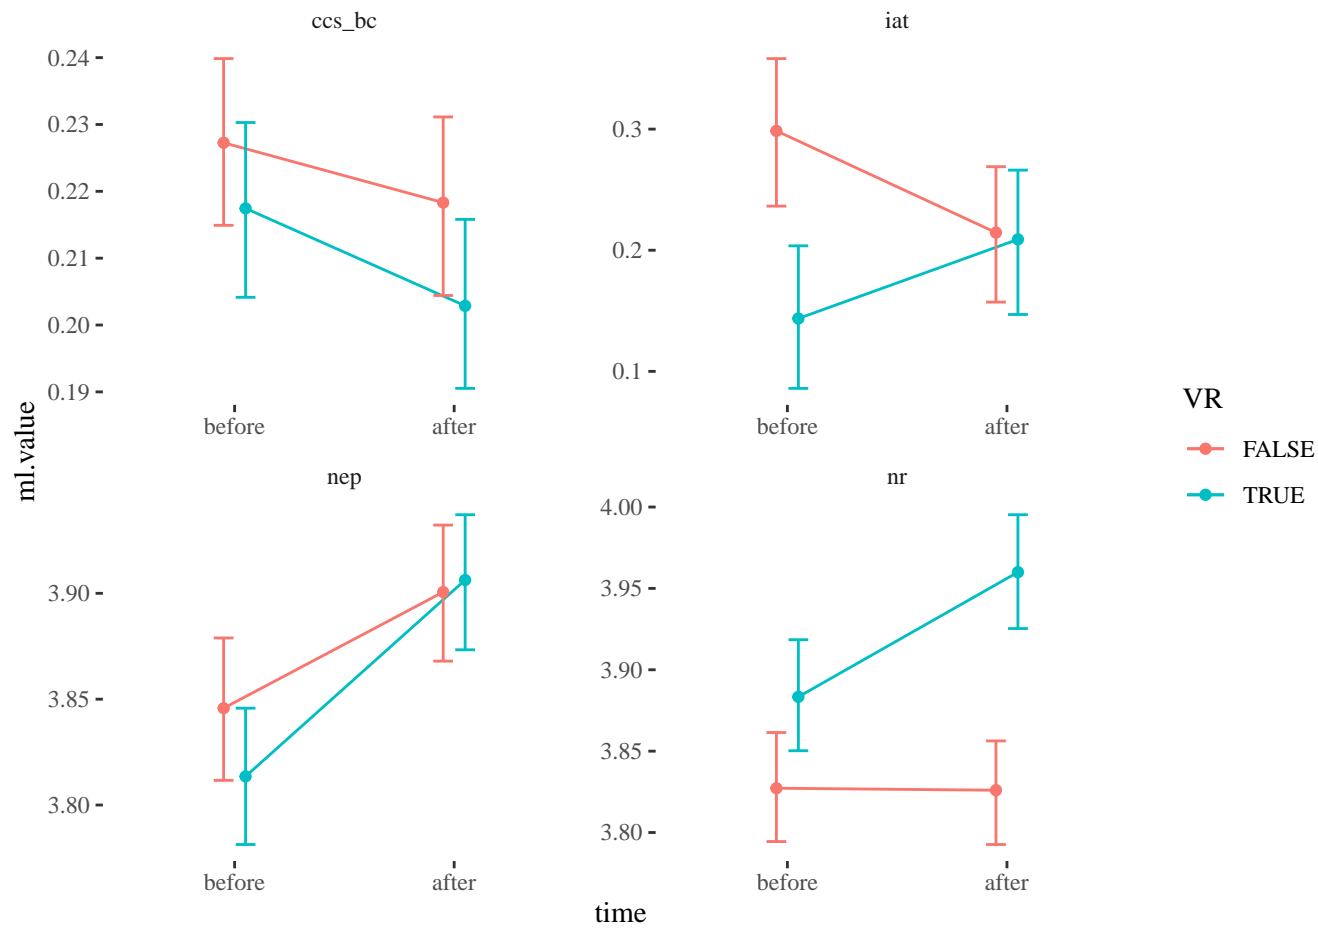 ccs_bc
iat
0.24
0.23
0.22
0.21
0.20
0.19
0.3
0.2
0.1
before
after
before
after
ml.value
nep
nr
3.90
3.85
3.80
4.00
3.95
3.90
3.85
3.80
before
after
before
after
time
VR
FALSE
TRUE